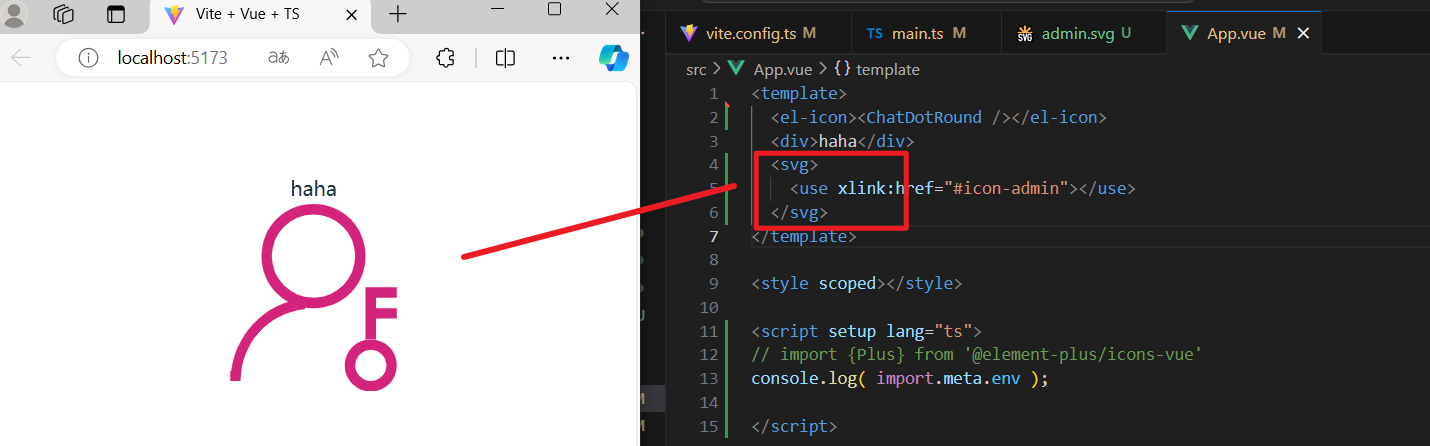 Vite + Vue + TS
localhost:5173
haha
vite.config.ts M
TS main.ts M
SVG admin.svg U
App.vue M
src > App.vue > {} template
1 <template>
2 <el-icon><ChatDotRound /></el-icon>
3 <div>haha</div>
4 <svg>
5 <use xlink:href="#icon-admin"></use>
6 </svg>
7 </template>
8
9 <style scoped></style>
10
11 <script setup lang="ts">
12 // import {Plus} from '@element-plus/icons-vue'
13 console.log( import.meta.env );
14
15 </script>